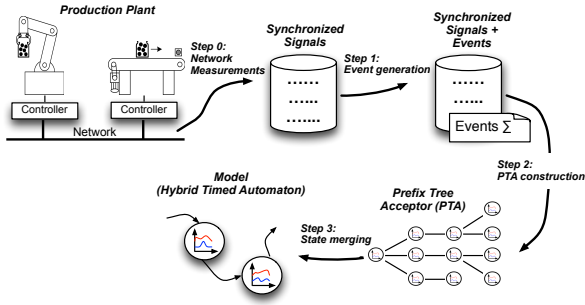 Production Plant
Synchronized
Signals
Synchronized
Signals +
Events
Step 0:
Network
Measurements
Step 1:
Event generation
......
......
.......
......
......
.......
Controller
Controller
Network
Events Σ
Step 2:
PTA construction
Model
(Hybrid Timed Automaton)
Prefix Tree
Acceptor (PTA)
Step 3:
State merging